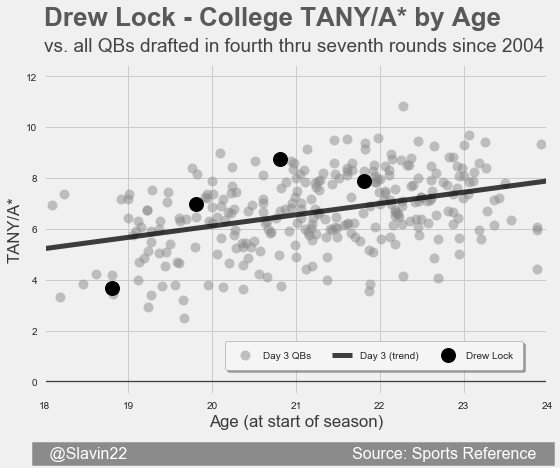 Drew Lock - College TANY/A* by Age
vs. all QBs drafted in fourth thru seventh rounds since 2004
12
10
8
6
4
2
0
TANY/A*
Day 3 QBs
Day 3 (trend)
Drew Lock
18
19
20
21
22
23
24
Age (at start of season)
@Slavin22
Source: Sports Reference